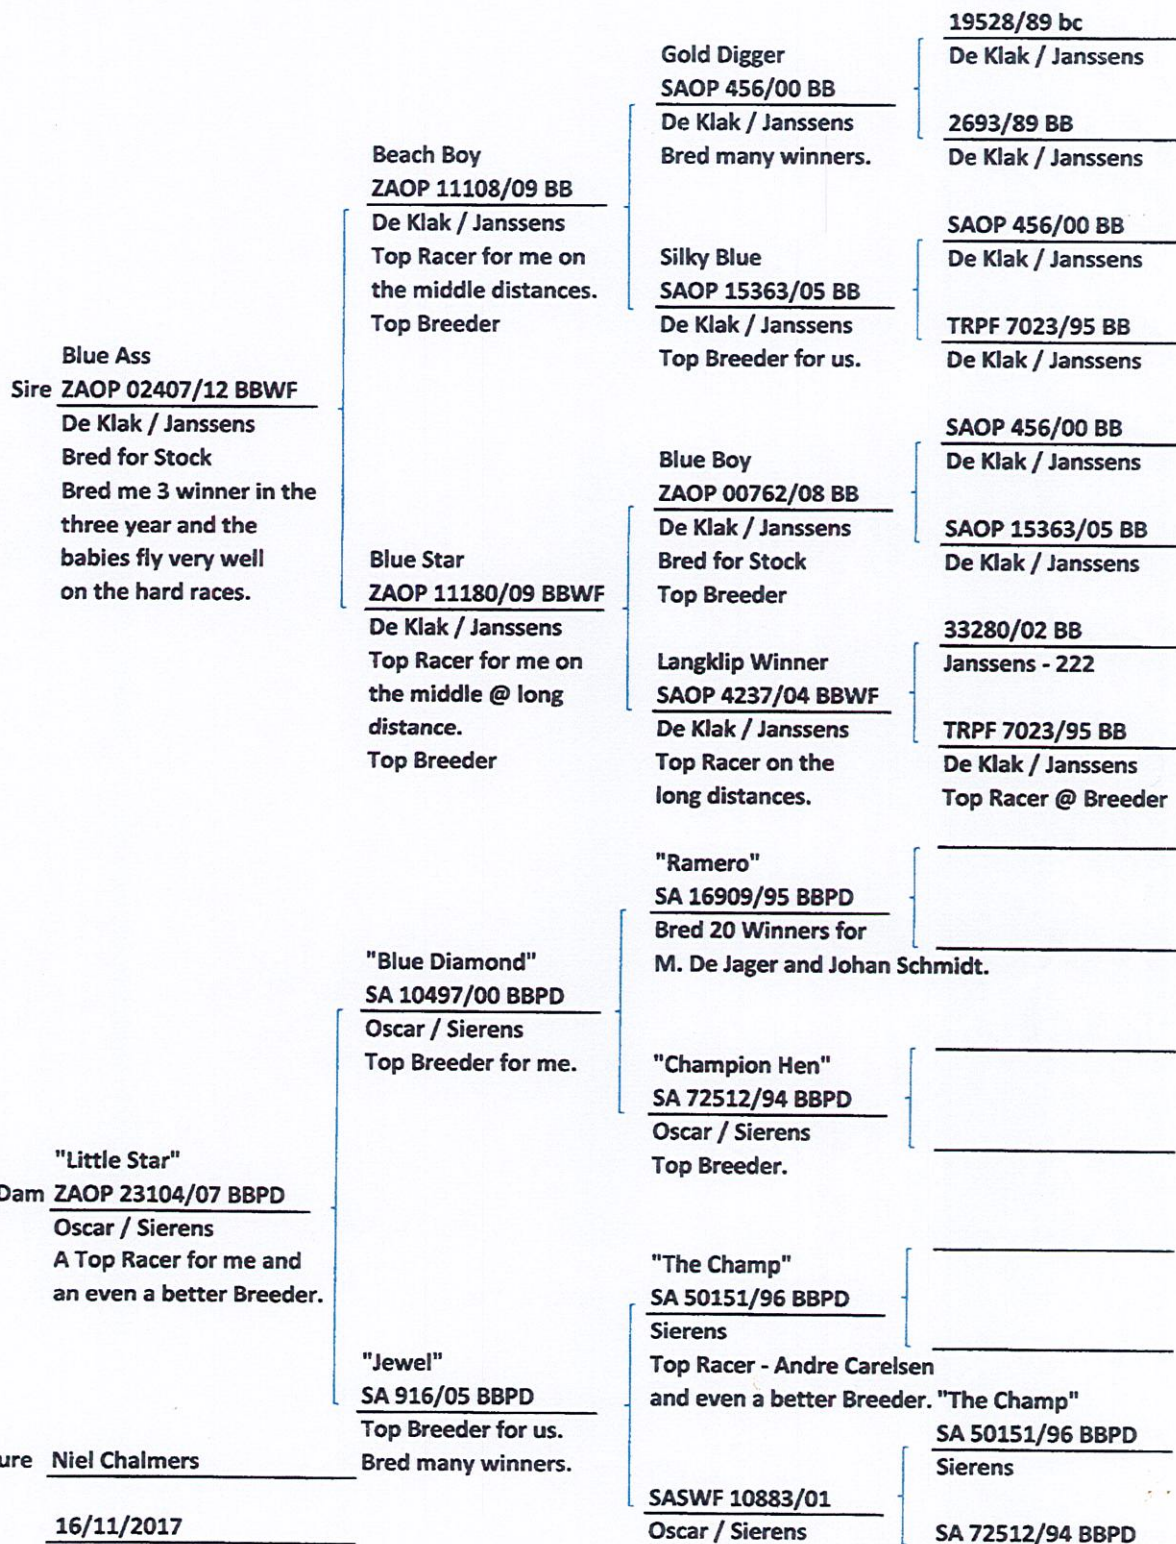 Sire
Blue Ass
ZAOP 02407/12 BBWF
De Klak / Janssens
Bred for Stock
Bred me 3 winner in the
three year and the
babies fly very well
on the hard races.
Beach Boy
ZAOP 11108/09 BB
De Klak / Janssens
Top Racer for me on
the middle distances.
Top Breeder
Gold Digger
SAOP 456/00 BB
De Klak / Janssens
Bred many winners.
19528/89 bc
De Klak / Janssens
2693/89 BB
De Klak / Janssens
Silky Blue
SAOP 15363/05 BB
De Klak / Janssens
Top Breeder for us.
SAOP 456/00 BB
De Klak / Janssens
TRPF 7023/95 BB
De Klak / Janssens
Blue Star
ZAOP 11180/09 BBWF
De Klak / Janssens
Top Racer for me on
the middle @ long
distance.
Top Breeder
Blue Boy
ZAOP 00762/08 BB
De Klak / Janssens
Bred for Stock
Top Breeder
SAOP 456/00 BB
De Klak / Janssens
SAOP 15363/05 BB
De Klak / Janssens
Langklip Winner
SAOP 4237/04 BBWF
De Klak / Janssens
Top Racer on the
long distances.
33280/02 BB
Janssens - 222
TRPF 7023/95 BB
De Klak / Janssens
Top Racer @ Breeder
Dam
"Little Star"
ZAOP 23104/07 BBPD
Oscar / Sierens
A Top Racer for me and
an even a better Breeder.
"Blue Diamond"
SA 10497/00 BBPD
Oscar / Sierens
Top Breeder for me.
"Ramero"
SA 16909/95 BBPD
Bred 20 Winners for
M. De Jager and Johan Schmidt.
"Champion Hen"
SA 72512/94 BBPD
Oscar / Sierens
Top Breeder.
"Jewel"
SA 916/05 BBPD
Top Breeder for us.
Bred many winners.
"The Champ"
SA 50151/96 BBPD
Sierens
Top Racer - Andre Carelsen
and even a better Breeder.
SASWF 10883/01
Oscar / Sierens
"The Champ"
SA 50151/96 BBPD
Sierens
SA 72512/94 BBPD
ure Niel Chalmers
16/11/2017